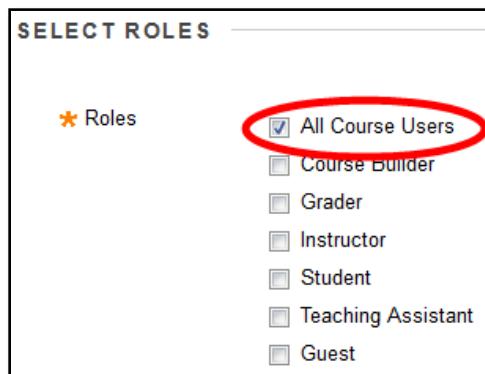 SELECT ROLES
* Roles
All Course Users
Course Builder
Grader
Instructor
Student
Teaching Assistant
Guest